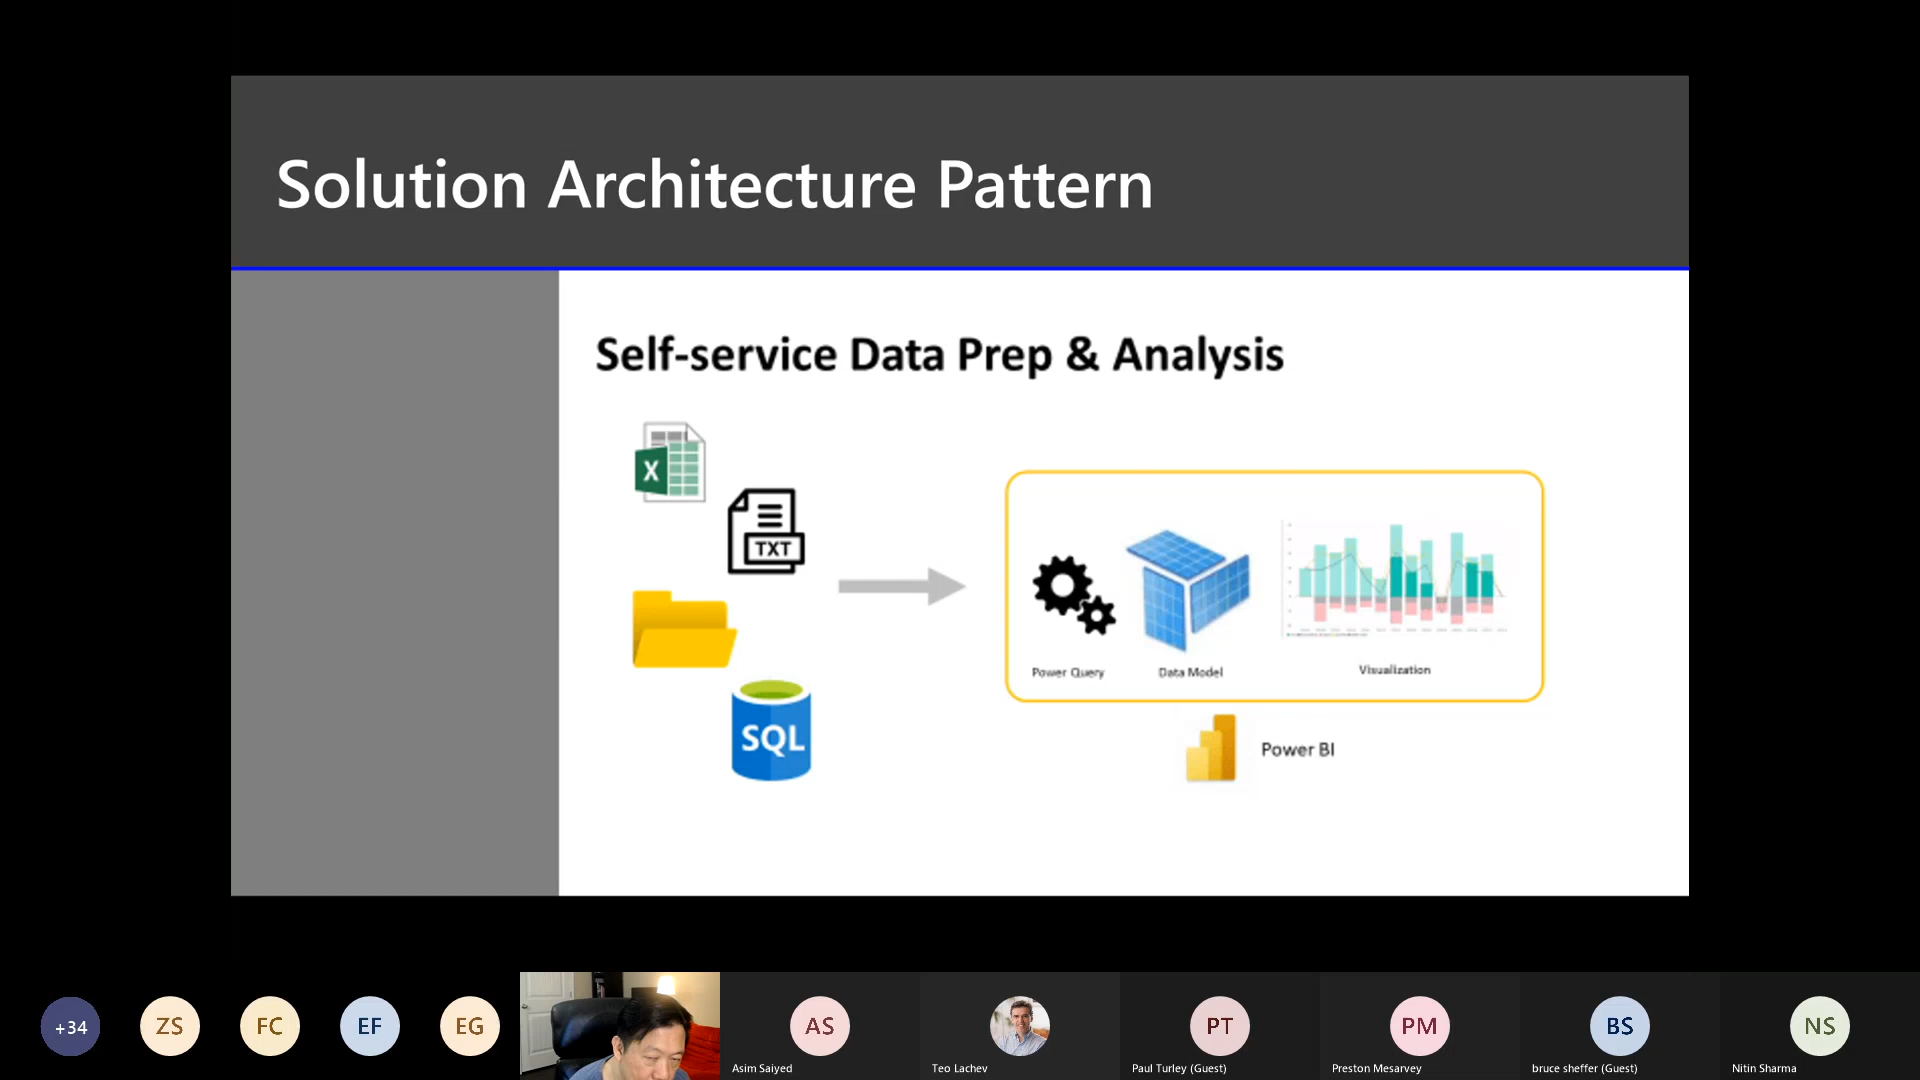 Solution Architecture Pattern
Self-service Data Prep & Analysis
X
TXT
SQL
Power Query
Data Model
Visualization
Power BI
+34
ZS
FC
EF
EG
AS
PT
PM
BS
NS
Asim Saiyed
Teo Lachev
Paul Turley (Guest)
Preston Mesarvey
bruce sheffer (Guest)
Nitin Sharma